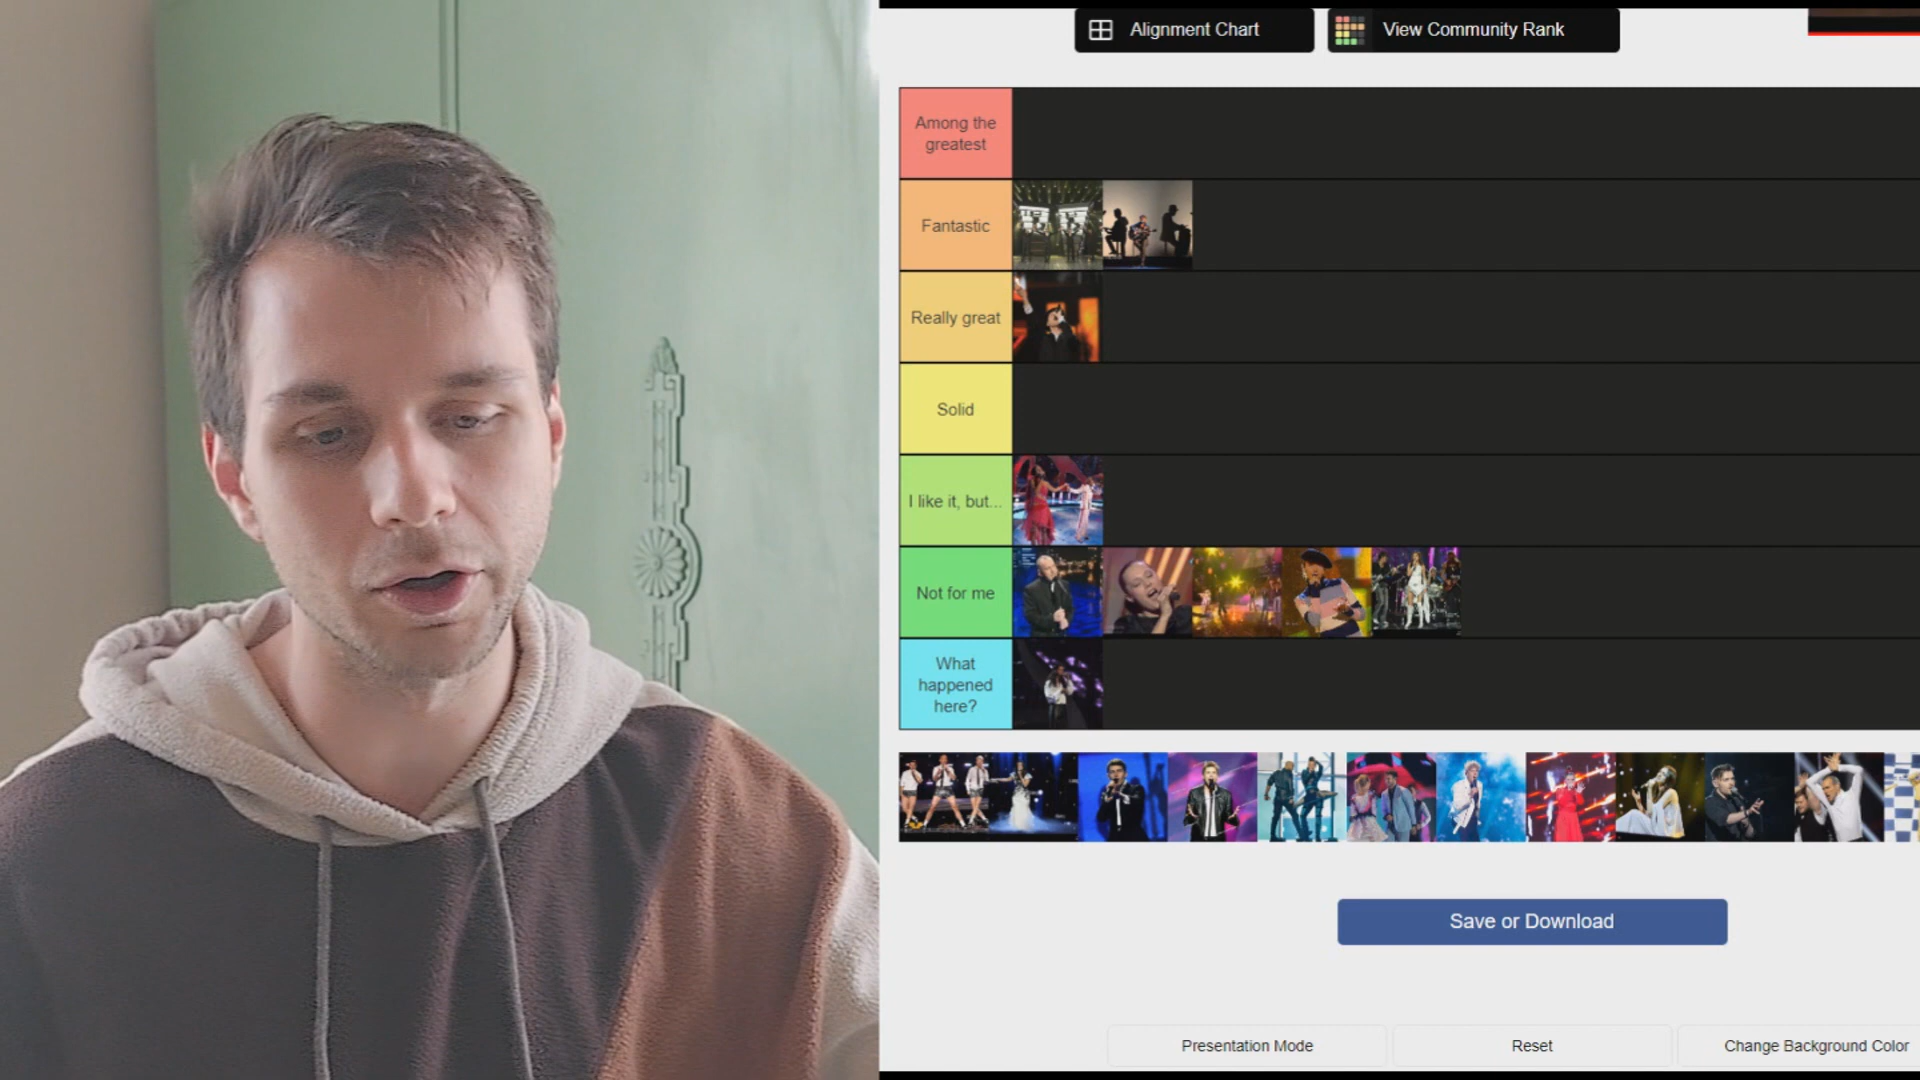 Alignment Chart
View Community Rank
Among the
greatest
Fantastic
Really great
Solid
I like it, but...
Not for me
What
happened
here?
Save or Download
Presentation Mode
Reset
Change Background Color